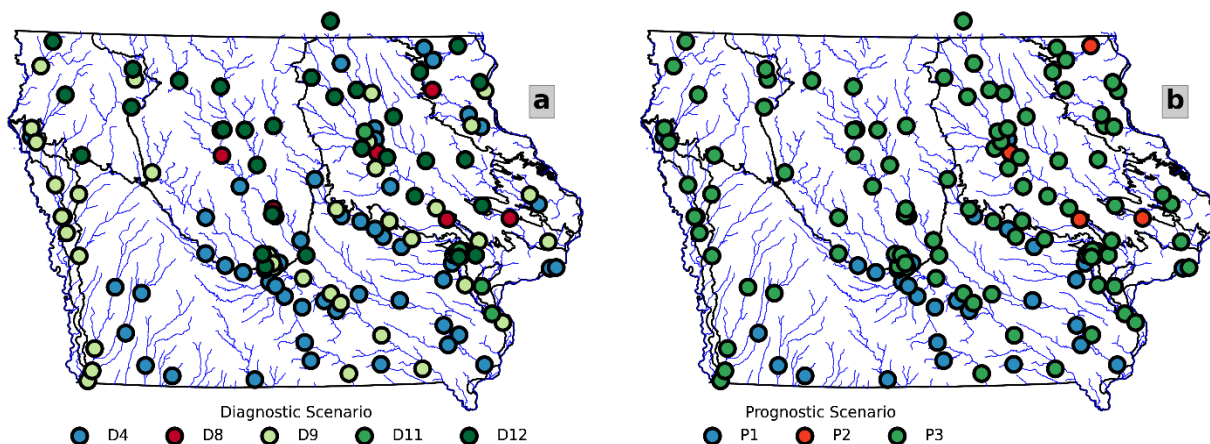 a
b
Diagnostic Scenario
D4 D8 D9 D11 D12
Prognostic Scenario
P1 P2 P3